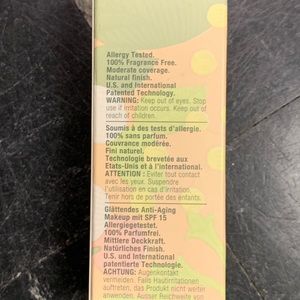 Allergy Tested.
100% Fragrance Free.
Moderate coverage.
Natural finish.
U.S. and International
Patented Technology.
WARNING: Keep out of eyes. Stop
use if irritation occurs. Keep out of
reach of children.
Soumis à des tests d'allergie.
100% sans parfum.
Couvrance modérée.
Fini naturel.
Technologie brevetée aux
Etats-Unis et à l'international.
ATTENTION : Eviter tout contact
avec les yeux. Suspendre
l'utilisation en cas d'irritation.
Tenir hors de portée des enfants.
Glättendes Anti-Aging
Makeup mit SPF 15
Allergiegetestet.
100% Parfumfrei.
Mittlere Deckkraft.
Natürliches Finish.
U.S. und International
patentierte Technologie.
ACHTUNG: Augenkontakt
vermeiden. Falls Hautirritationen
auftreten, das Produkt nicht weiter
anwenden. Ausser Reichweite von